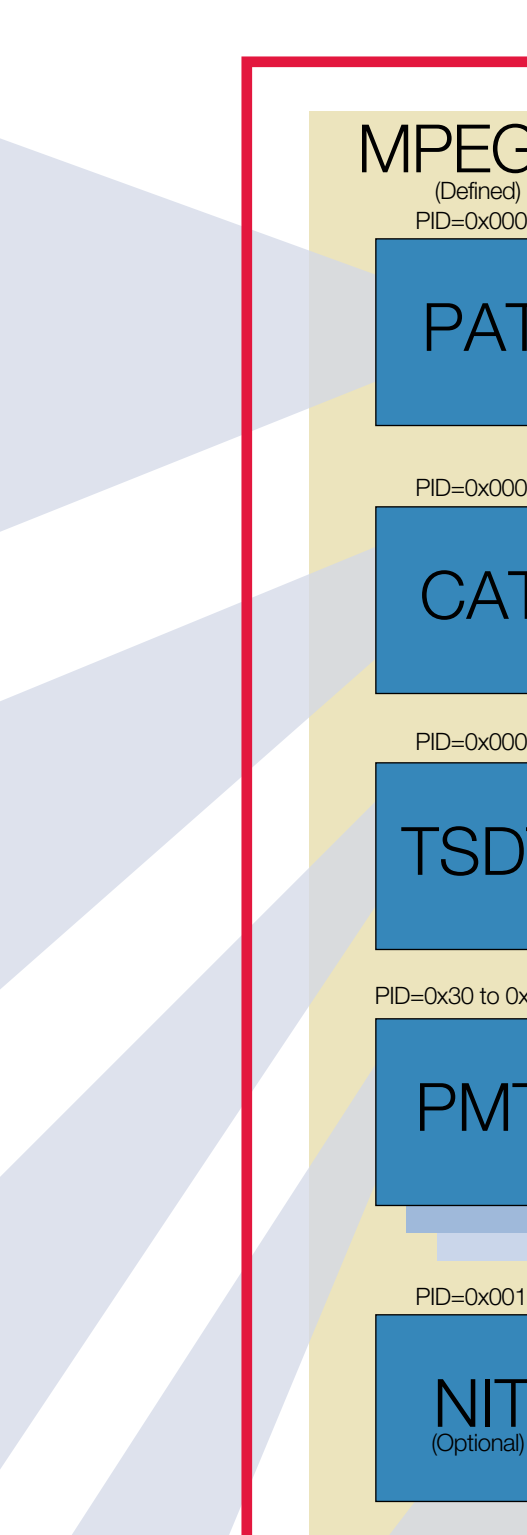 MPEG
(Defined)
PID=0x000
PAT
PID=0x000
CAT
PID=0x000
TSDT
PID=0x30 to 0x
PMT
PID=0x001
NIT
(Optional)